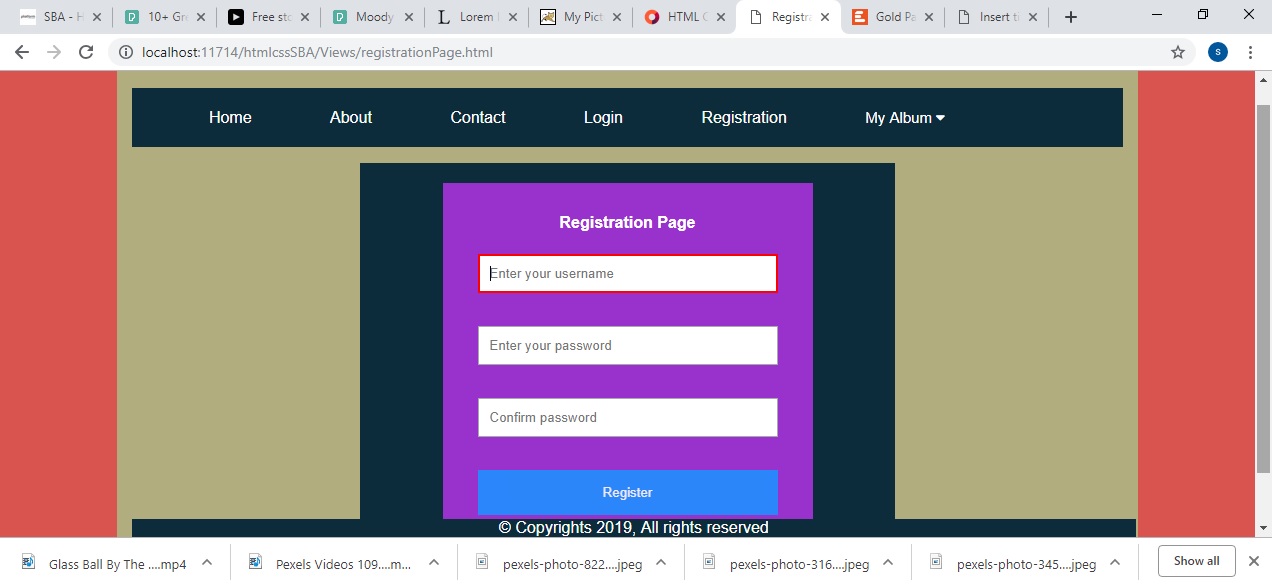 SBA - H
10+ Gr
Free sto
Moody
Lorem I
My Pict
HTML C
Registra
Gold Pa
Insert t
localhost:11714/htmlcssSBA/Views/registrationPage.html
S
Home About Contact Login Registration My Album
Registration Page
Enter your username
Enter your password
Confirm password
Register
© Copyrights 2019, All rights reserved
Glass Ball By The ....mp4
Pexels Videos 109....m...
pexels-photo-822....jpeg
pexels-photo-316....jpeg
pexels-photo-345....jpeg
Show all